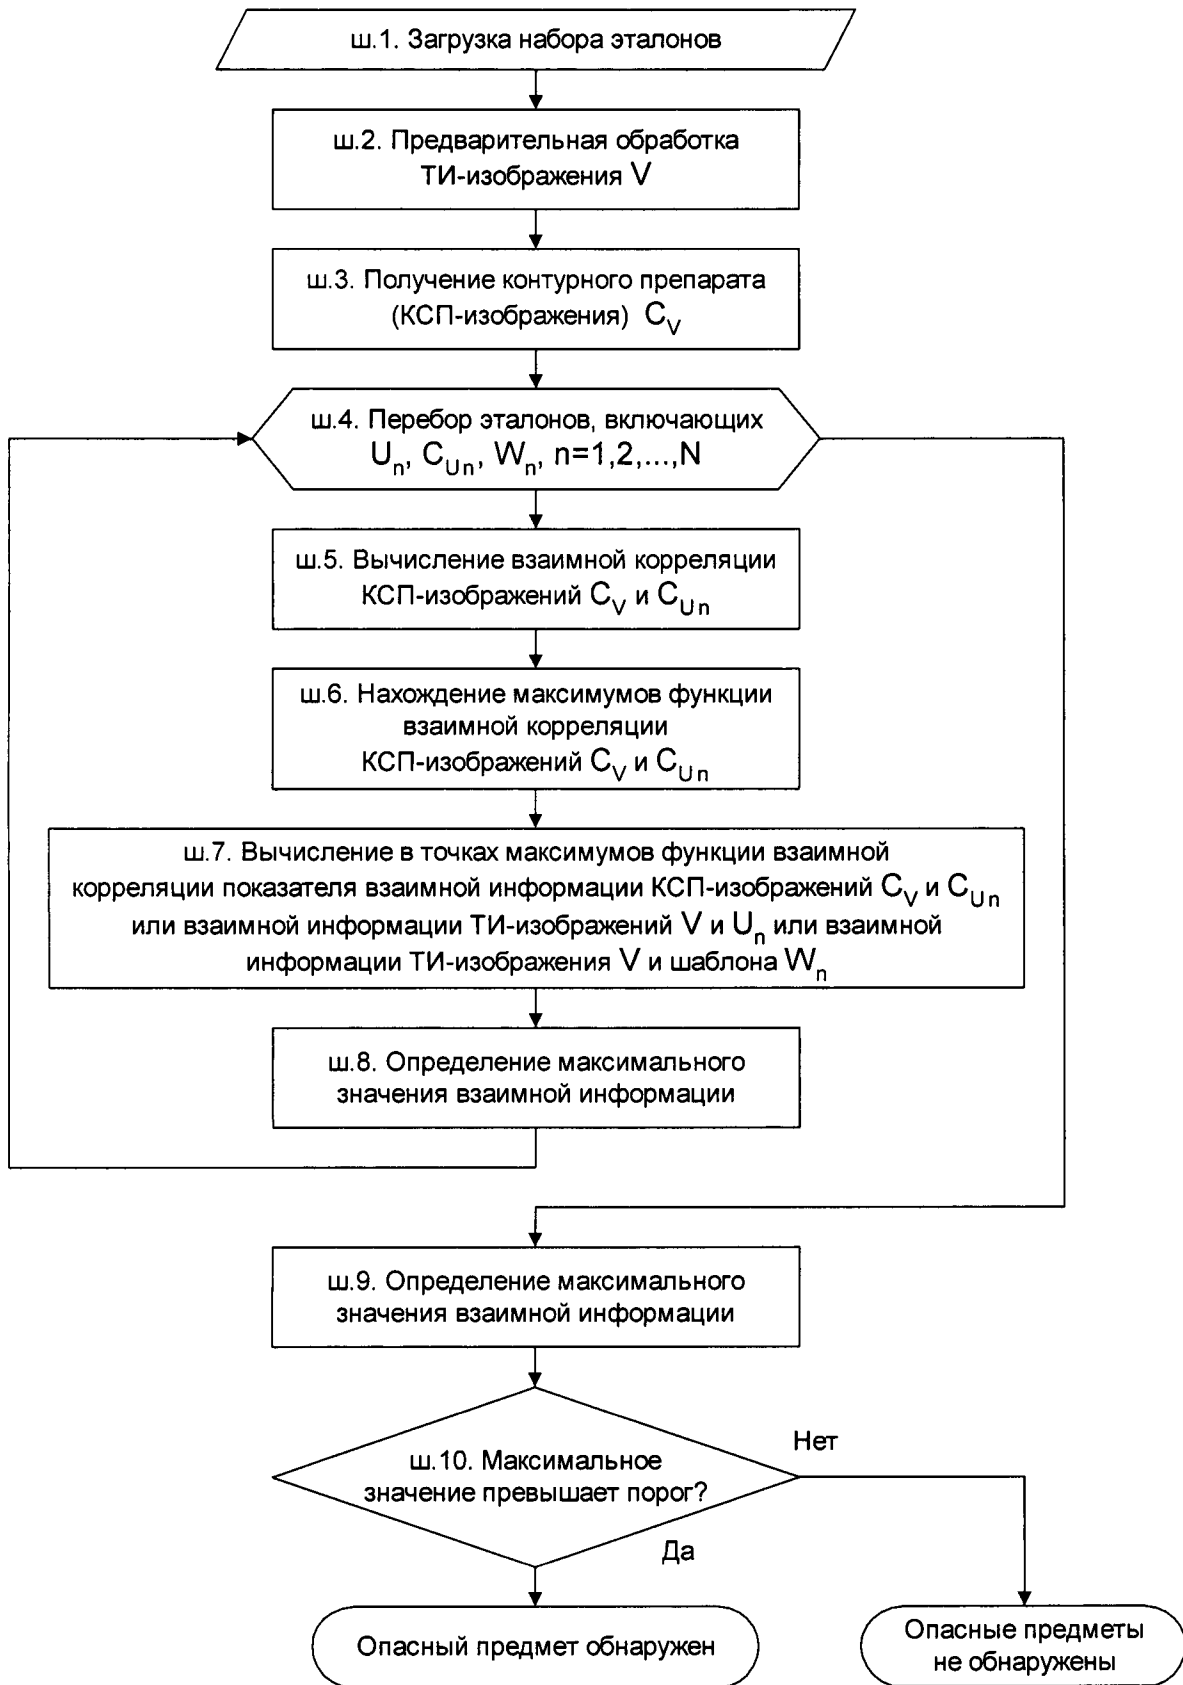 ш.1. Загрузка набора эталонов
ш.2. Предварительная обработка
ТИ-изображения V
ш.3. Получение контурного препарата
(КСП-изображения) C_V
ш.4. Перебор эталонов, включающих
U_n, C_Un, W_n, n=1,2,...,N
ш.5. Вычисление взаимной корреляции
КСП-изображений C_V и C_Un
ш.6. Нахождение максимумов функции
взаимной корреляции
КСП-изображений C_V и C_Un
ш.7. Вычисление в точках максимумов функции взаимной
корреляции показателя взаимной информации КСП-изображений C_V и C_Un
или взаимной информации ТИ-изображений V и U_n или взаимной
информации ТИ-изображения V и шаблона W_n
ш.8. Определение максимального
значения взаимной информации
ш.9. Определение максимального
значения взаимной информации
ш.10. Максимальное
значение превышает порог?
Нет
Да
Опасный предмет обнаружен
Опасные предметы
не обнаружены